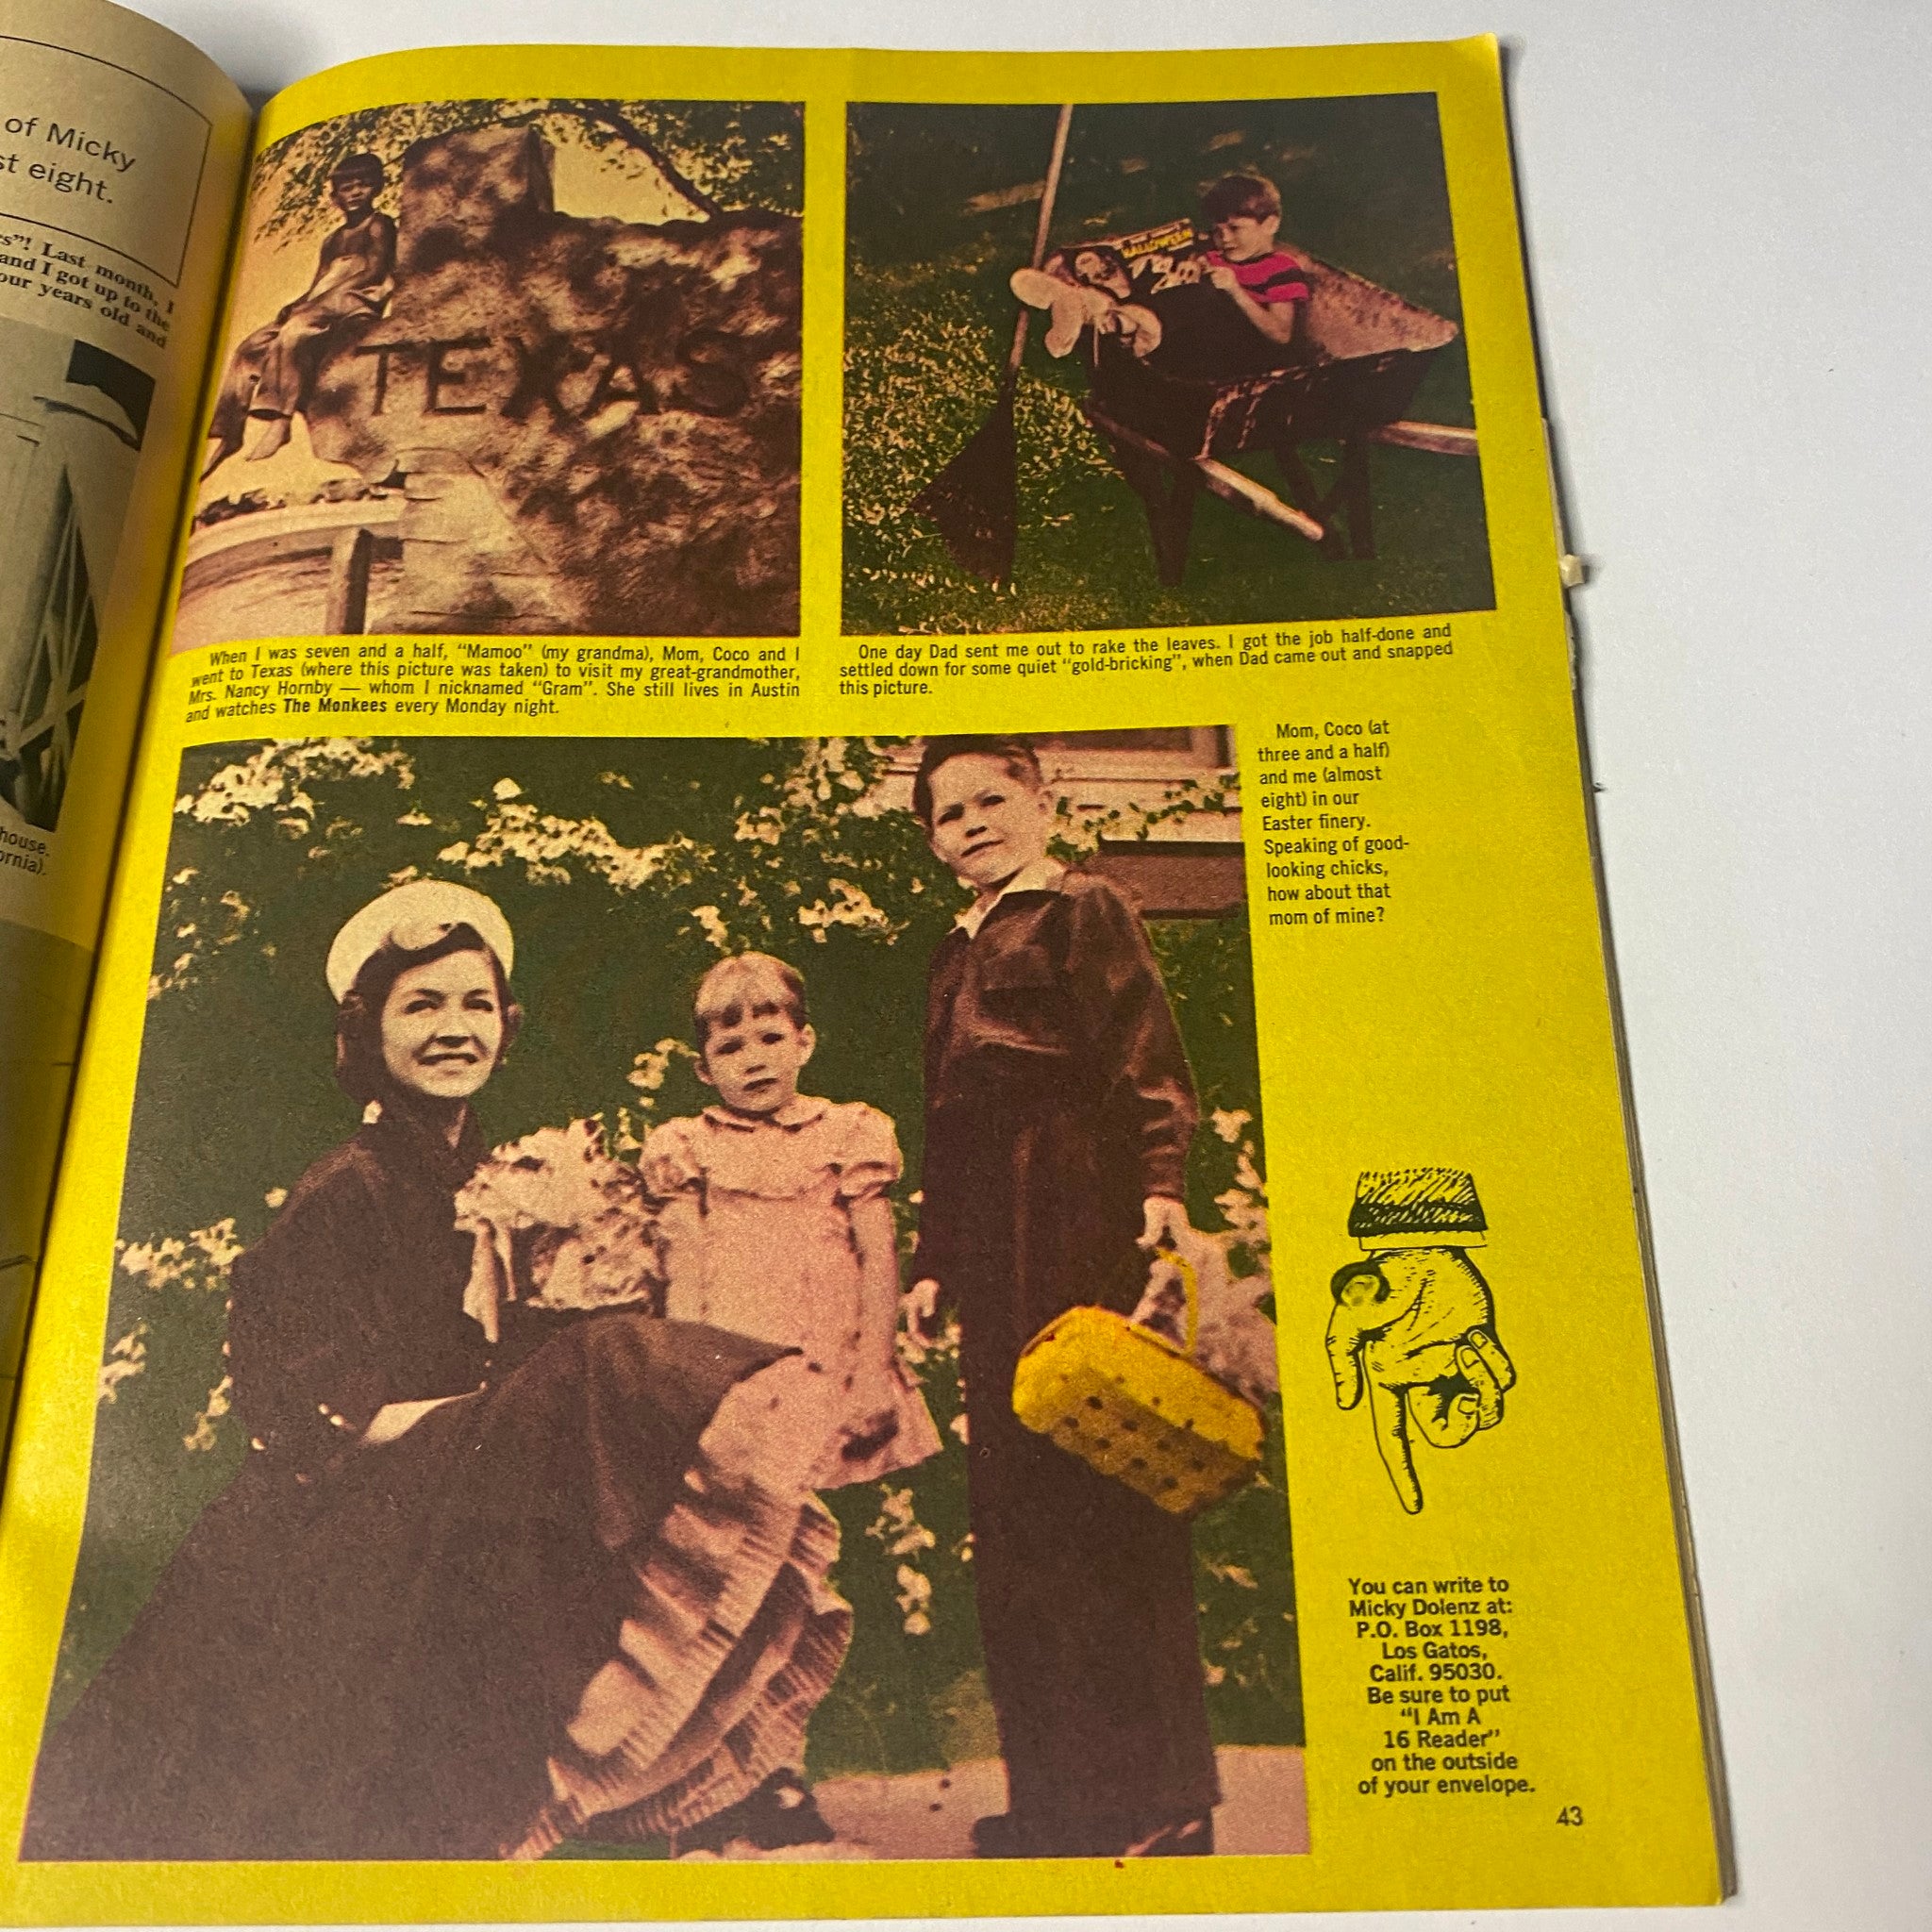 of Micky
st eight.
s"! Last month, I
and I got up to the
our years old and
house.
ornia).
TEXAS
HALLOWEEN
When I was seven and a half, "Mamoo" (my grandma), Mom, Coco and I
went to Texas (where this picture was taken) to visit my great-grandmother,
Mrs. Nancy Hornby — whom I nicknamed "Gram". She still lives in Austin
and watches The Monkees every Monday night.
One day Dad sent me out to rake the leaves. I got the job half-done and
settled down for some quiet "gold-bricking", when Dad came out and snapped
this picture.
Mom, Coco (at
three and a half)
and me (almost
eight) in our
Easter finery.
Speaking of good-
looking chicks,
how about that
mom of mine?
You can write to
Micky Dolenz at:
P.O. Box 1198,
Los Gatos,
Calif. 95030.
Be sure to put
"I Am A
16 Reader"
on the outside
of your envelope.
43